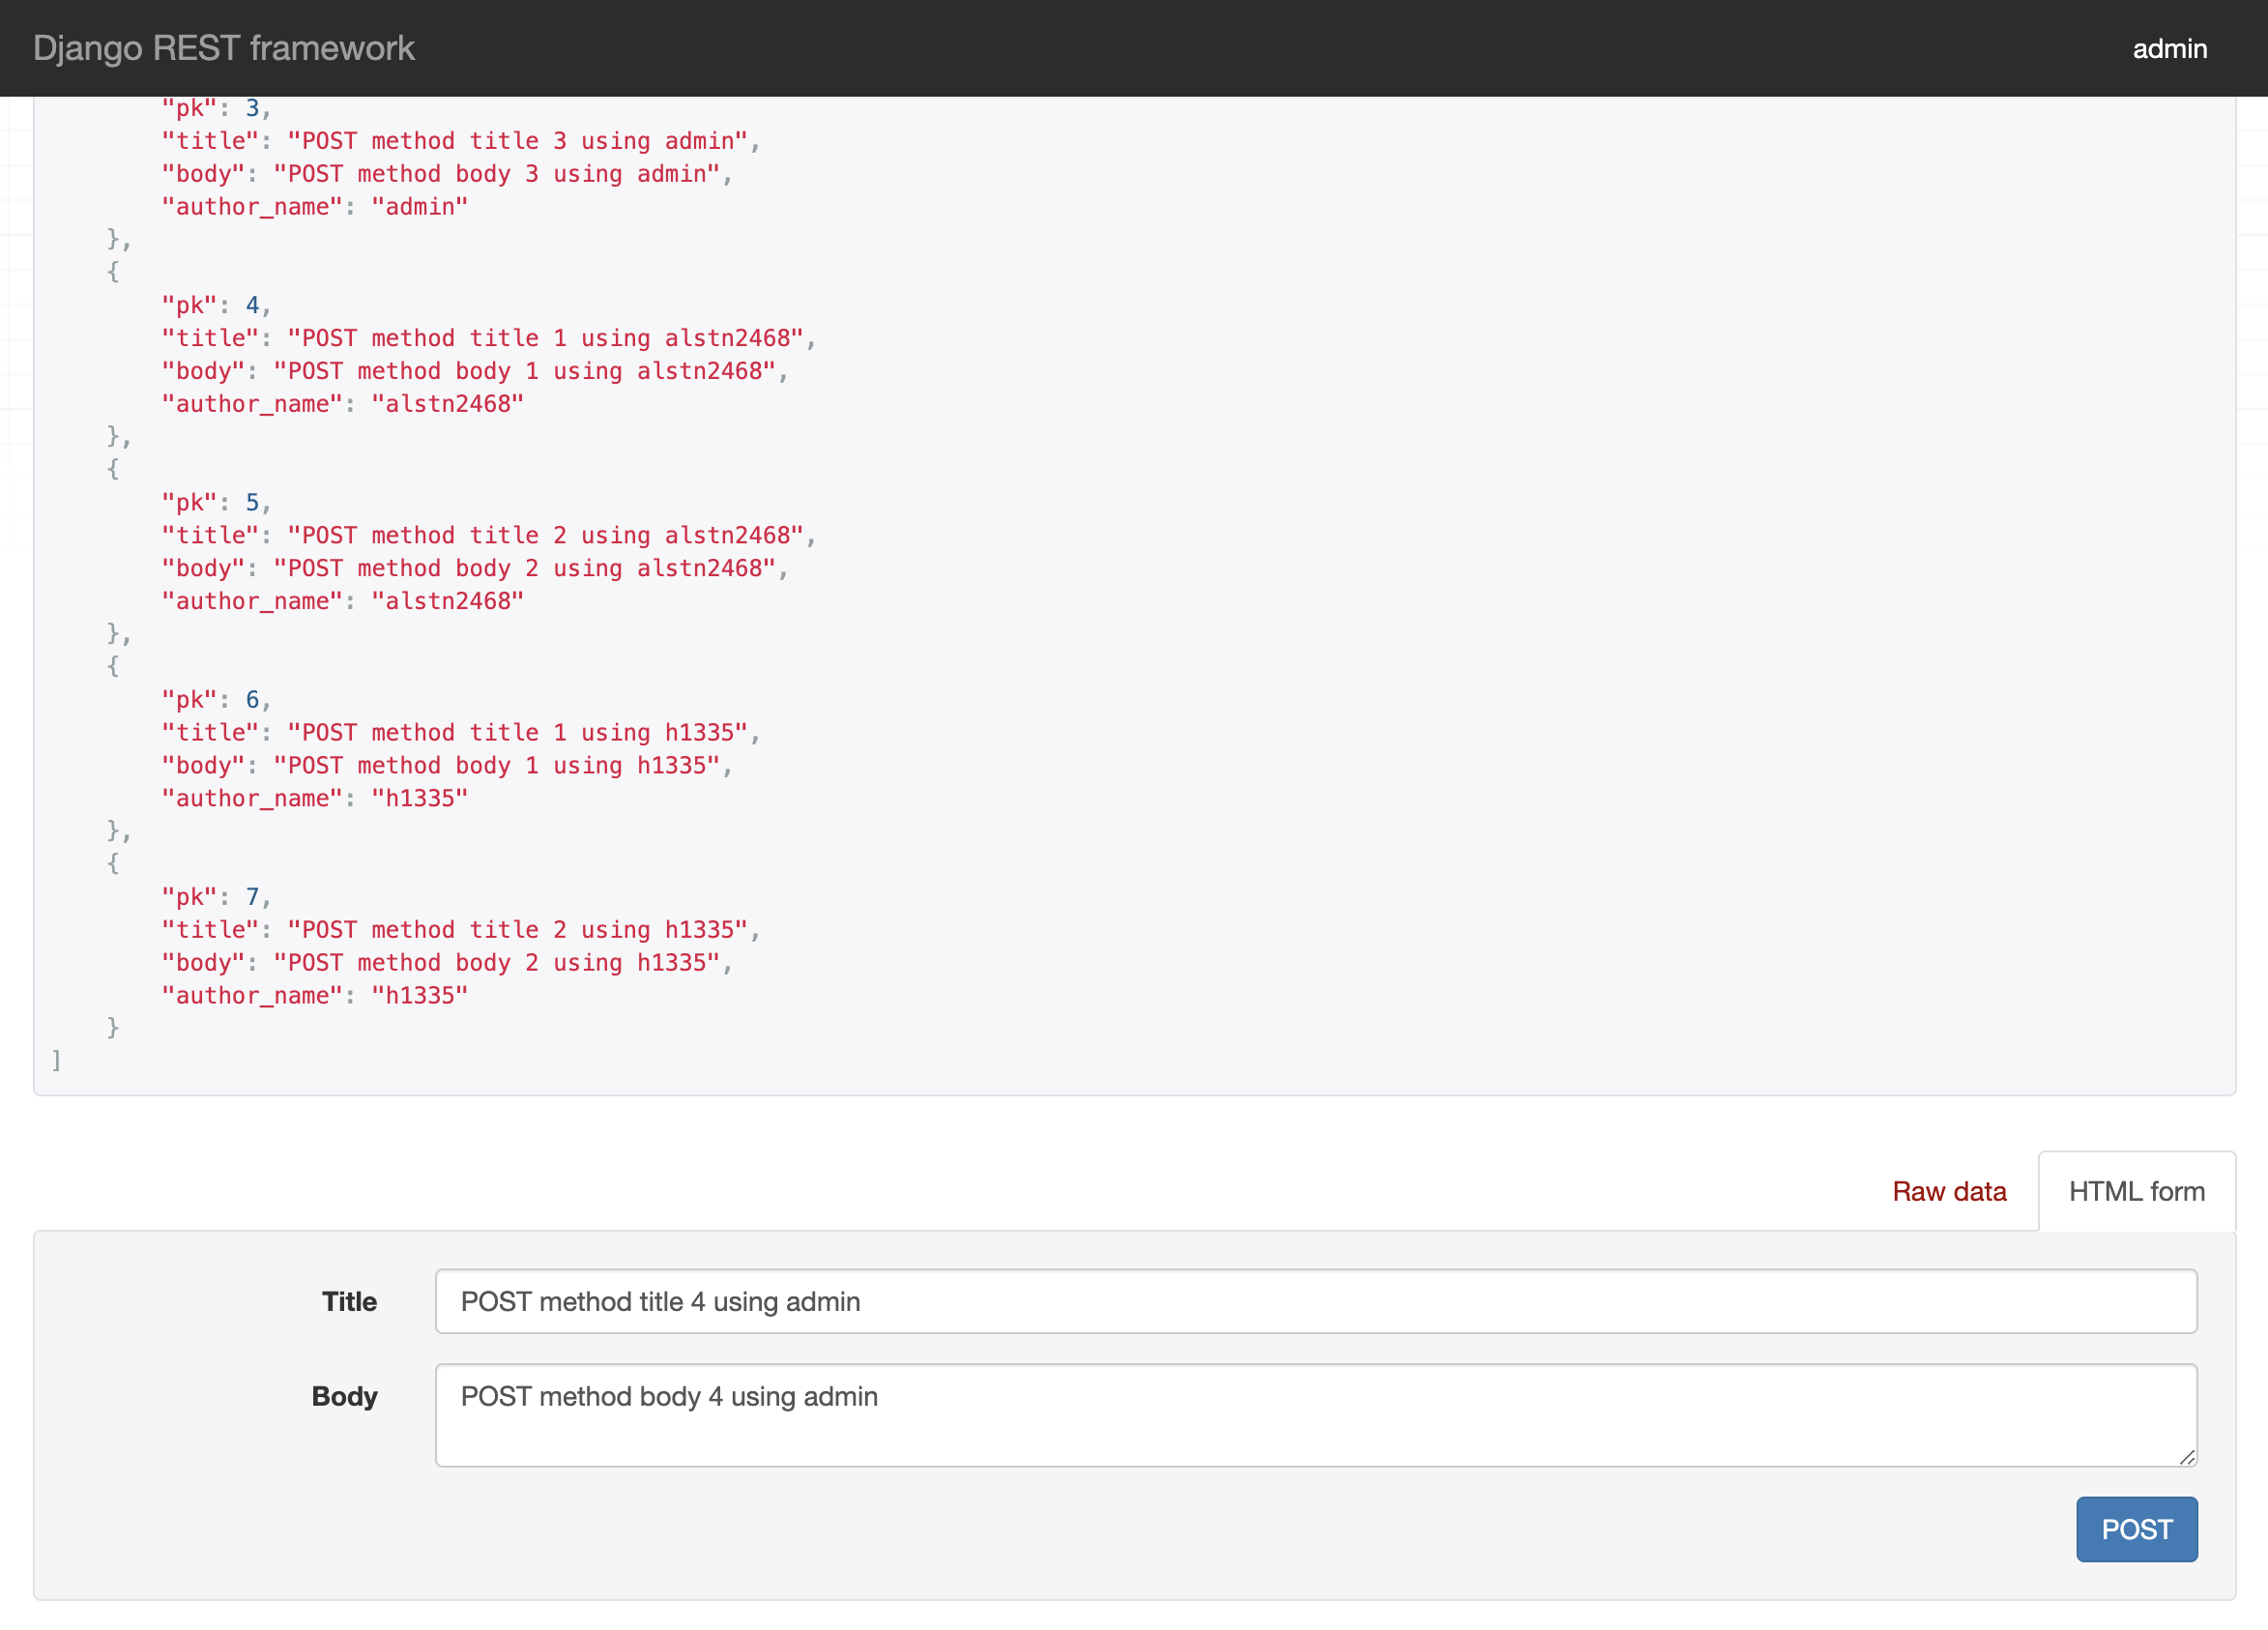 Django REST framework
admin
"pk": 3,
"title": "POST method title 3 using admin",
"body": "POST method body 3 using admin",
"author_name": "admin"
},
{
"pk": 4,
"title": "POST method title 1 using alstn2468",
"body": "POST method body 1 using alstn2468",
"author_name": "alstn2468"
},
{
"pk": 5,
"title": "POST method title 2 using alstn2468",
"body": "POST method body 2 using alstn2468",
"author_name": "alstn2468"
},
{
"pk": 6,
"title": "POST method title 1 using h1335",
"body": "POST method body 1 using h1335",
"author_name": "h1335"
},
{
"pk": 7,
"title": "POST method title 2 using h1335",
"body": "POST method body 2 using h1335",
"author_name": "h1335"
}
]
Raw data
HTML form
Title
POST method title 4 using admin
Body
POST method body 4 using admin
POST